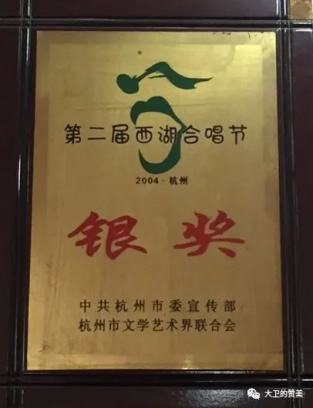 第二届西湖合唱节
2004·杭州
银奖
中共杭州市委宣传部
杭州市文学艺术界联合会
大卫的赞美